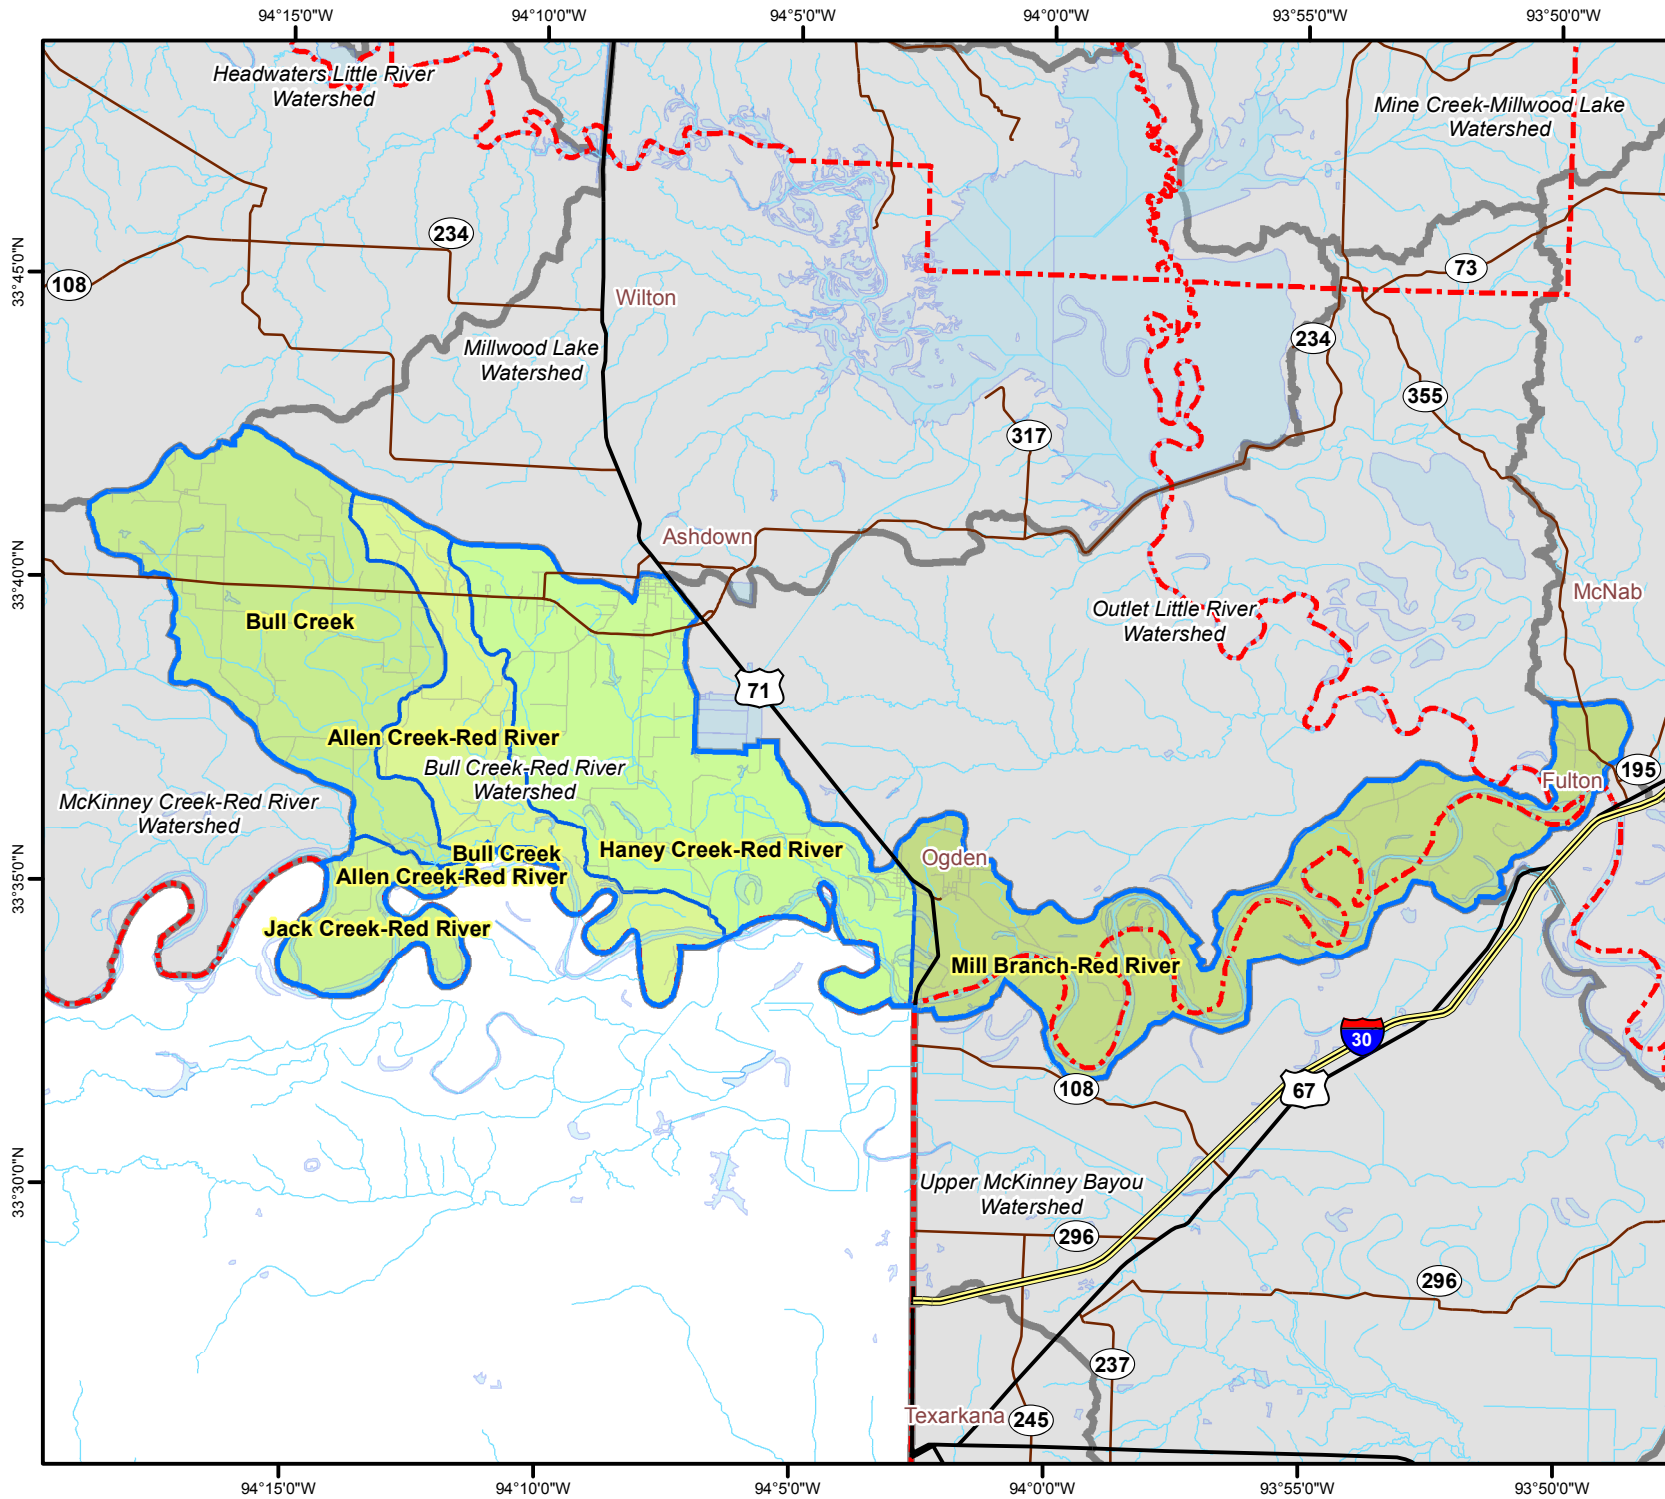 94°15'0"W
94°10'0"W
94°5'0"W
94°0'0"W
93°55'0"W
93°50'0"W
Headwaters Little River
Watershed
Mine Creek-Millwood Lake
Watershed
234
33°45'0"N
108
73
Wilton
234
Millwood Lake
Watershed
355
317
Ashdown
33°40'0"N
McNab
Outlet Little River
Watershed
Bull Creek
71
Allen Creek-Red River
Bull Creek-Red River
Watershed
195
Fulton
McKinney Creek-Red River
Watershed
Bull Creek
Haney Creek-Red River
Ogden
Allen Creek-Red River
33°35'0"N
Jack Creek-Red River
Mill Branch-Red River
30
108
67
33°30'0"N
Upper McKinney Bayou
Watershed
296
296
237
Texarkana
245
94°15'0"W
94°10'0"W
94°5'0"W
94°0'0"W
93°55'0"W
93°50'0"W